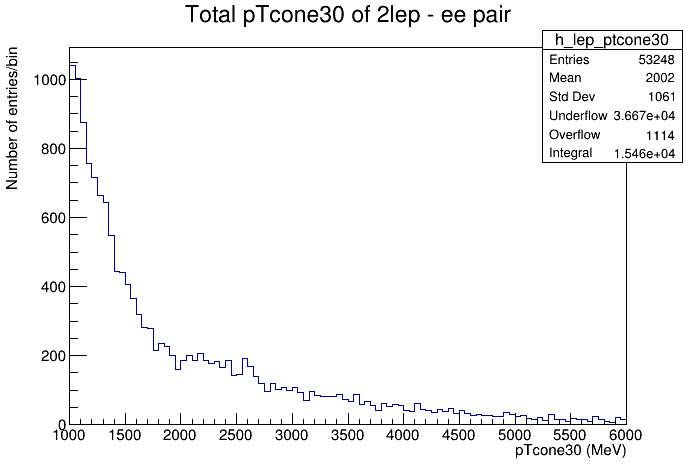 Total pTcone30 of 2lep - ee pair
h_lep_ptcone30
Entries 53248
Mean 2002
Std Dev 1061
Underflow 3.667e+04
Overflow 1114
Integral 1.546e+04
Number of entries/bin
1000
800
600
400
200
0
1000 1500 2000 2500 3000 3500 4000 4500 5000 5500 6000
pTcone30 (MeV)